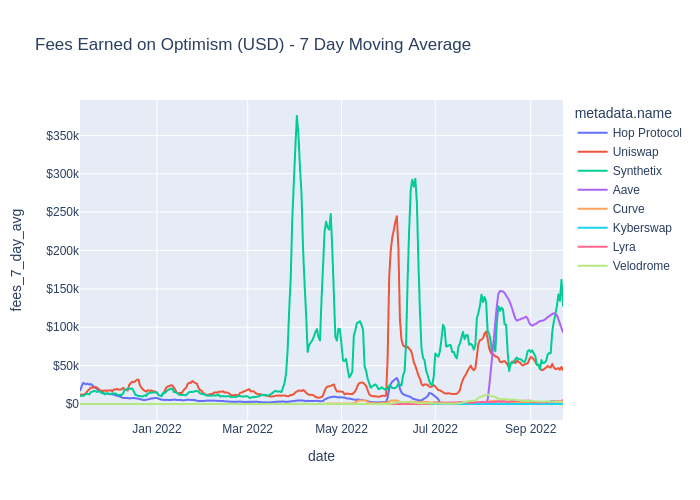 Fees Earned on Optimism (USD) - 7 Day Moving Average
metadata.name
Hop Protocol
Uniswap
Synthetix
Aave
Curve
Kyberswap
Lyra
Velodrome
fees_7_day_avg
$350k
$300k
$250k
$200k
$150k
$100k
$50k
$0
Jan 2022
Mar 2022
May 2022
Jul 2022
Sep 2022
date